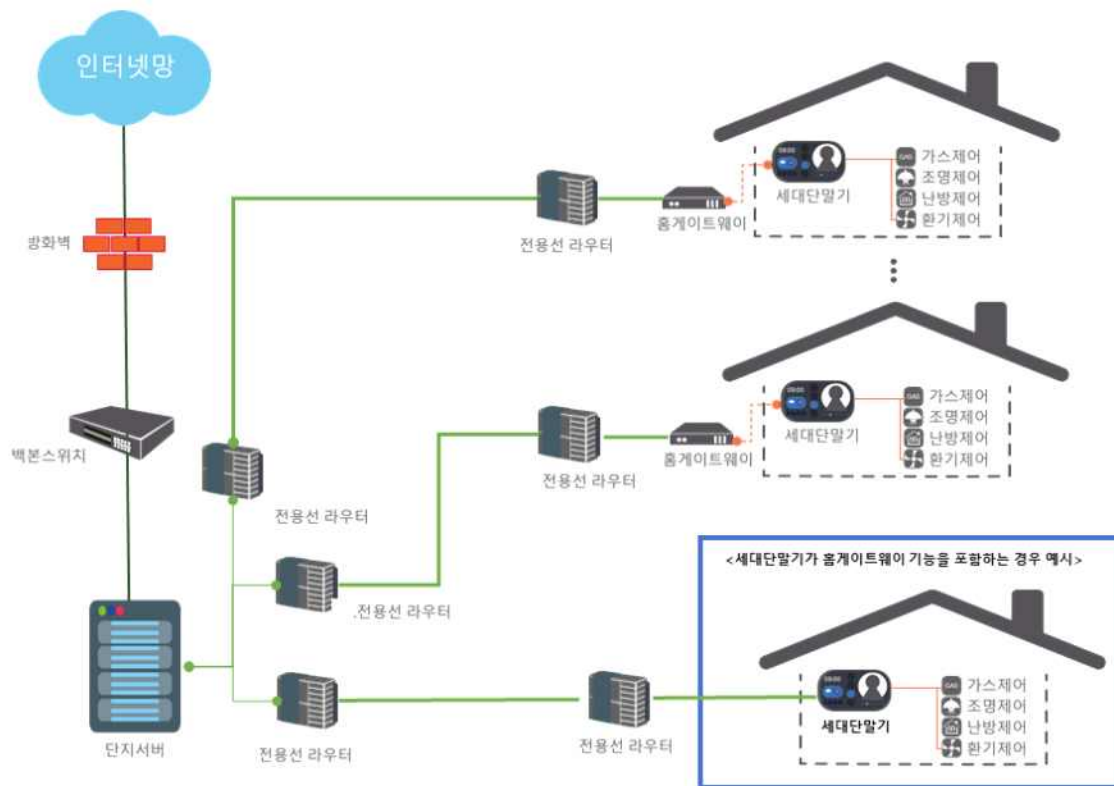 인터넷망
방화벽
백본스위치
단지서버
전용선 라우터
홈게이트웨이
세대단말기
가스제어
조명제어
난방제어
환기제어
전용선 라우터
전용선 라우터
홈게이트웨이
세대단말기
가스제어
조명제어
난방제어
환기제어
.전용선 라우터
<세대단말기가 홈게이트웨이 기능을 포함하는 경우 예시>
전용선 라우터
전용선 라우터
세대단말기
가스제어
조명제어
난방제어
환기제어